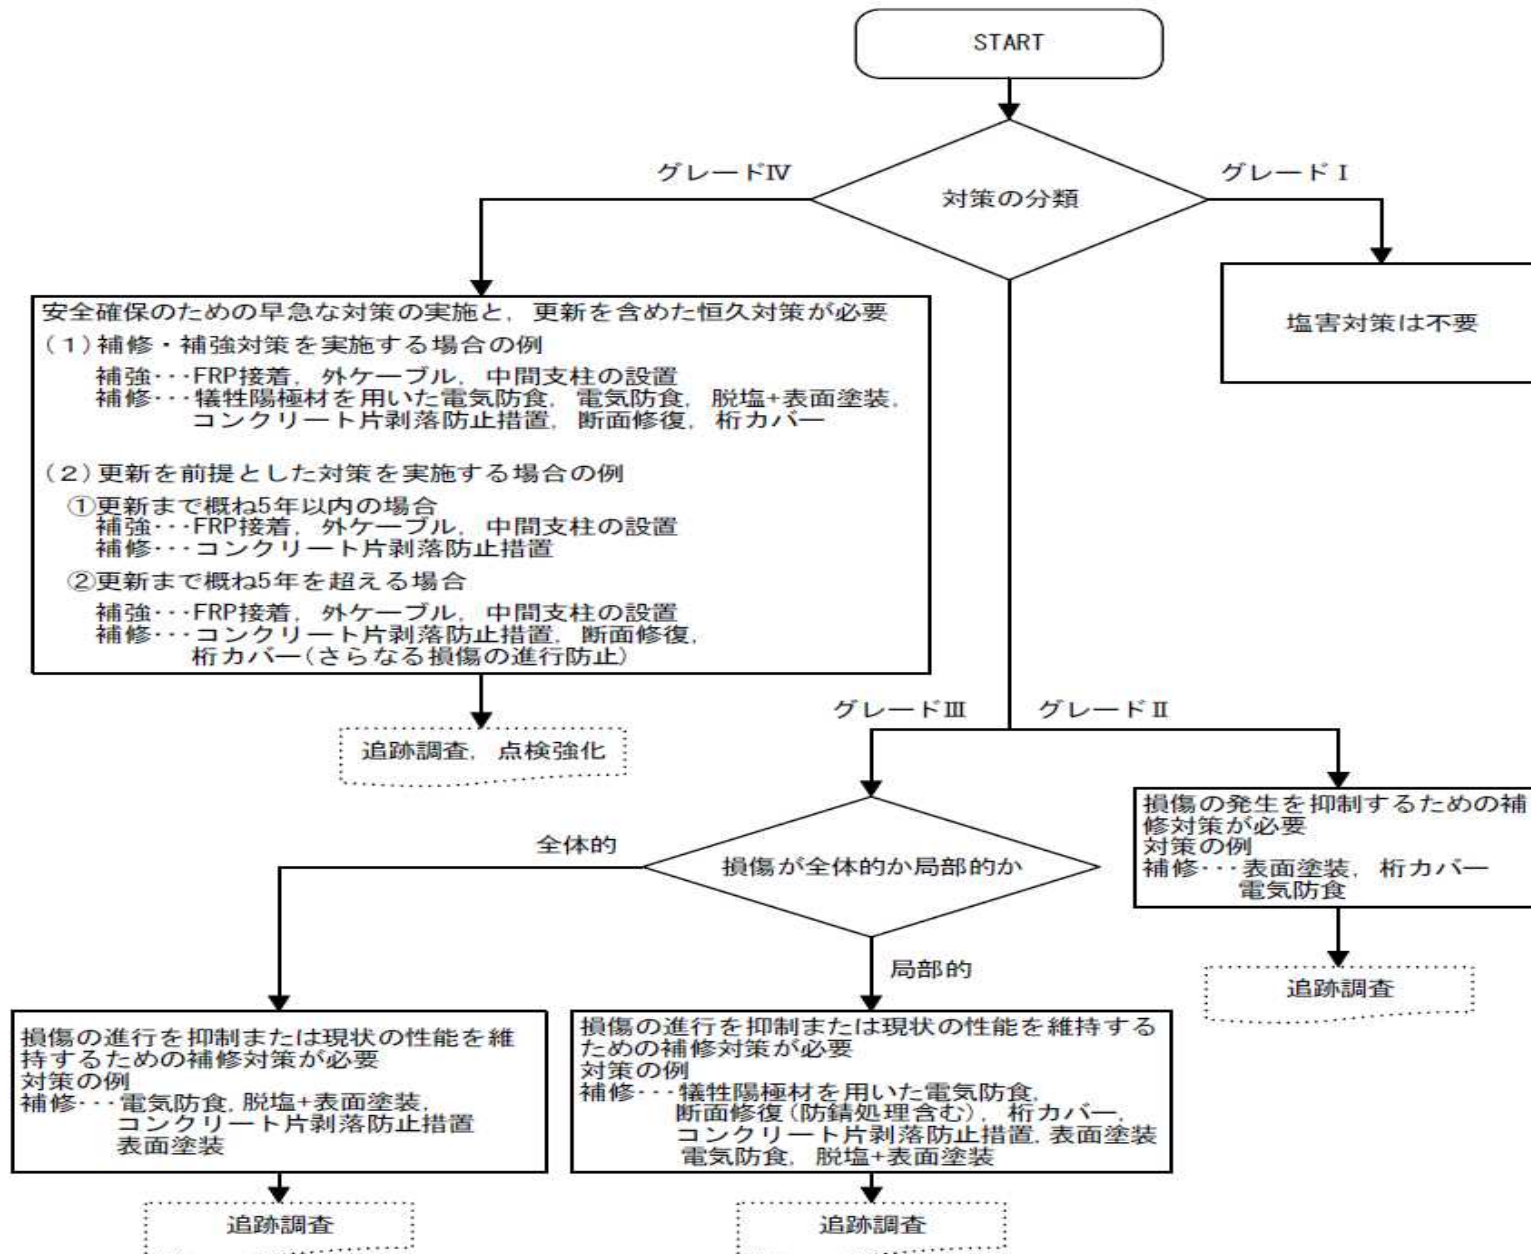 START
対策の分類
グレードⅣ
グレードⅠ
塩害対策は不要
安全確保のための早急な対策の実施と，更新を含めた恒久対策が必要
(1)補修・補強対策を実施する場合の例
補強･･･FRP接着，外ケーブル，中間支柱の設置
補修･･･犠牲陽極材を用いた電気防食，電気防食，脱塩+表面塗装，
コンクリート片剥落防止措置，断面修復，桁カバー
(2)更新を前提とした対策を実施する場合の例
①更新まで概ね5年以内の場合
補強･･･FRP接着，外ケーブル，中間支柱の設置
補修･･･コンクリート片剥落防止措置
②更新まで概ね5年を超える場合
補強･･･FRP接着，外ケーブル，中間支柱の設置
補修･･･コンクリート片剥落防止措置，断面修復，
桁カバー(さらなる損傷の進行防止)
追跡調査，点検強化
グレードⅢ
グレードⅡ
損傷の発生を抑制するための補
修対策が必要
対策の例
補修･･･表面塗装，桁カバー
電気防食
追跡調査
損傷が全体的か局部的か
全体的
局部的
損傷の進行を抑制または現状の性能を維
持するための補修対策が必要
対策の例
補修･･･電気防食，脱塩+表面塗装，
コンクリート片剥落防止措置
表面塗装
追跡調査
損傷の進行を抑制または現状の性能を維持する
ための補修対策が必要
対策の例
補修･･･犠牲陽極材を用いた電気防食，
断面修復(防錆処理含む)，桁カバー，
コンクリート片剥落防止措置，表面塗装
電気防食，脱塩+表面塗装
追跡調査